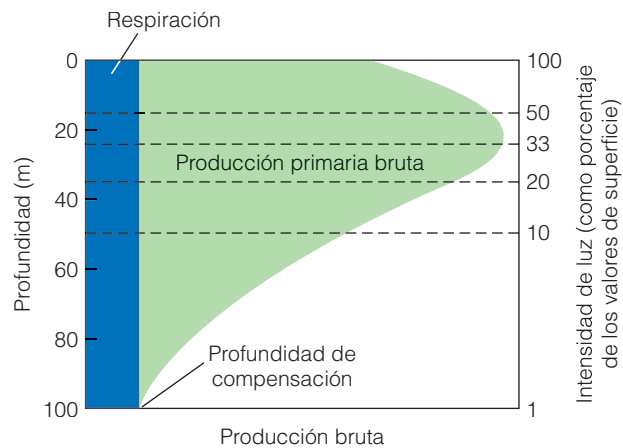 Respiración
0
20
40
60
80
100
Profundidad (m)
Producción primaria bruta
Profundidad de
compensación
Producción bruta
100
50
33
20
10
1
Intensidad de luz (como porcentaje
de los valores de superficie)